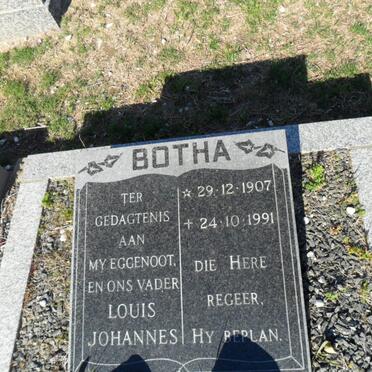 BOTHA
TER
GEDAGTENIS
AAN
MY EGGENOOT,
EN ONS VADER
LOUIS
JOHANNES
☆ 29·12·1907
+ 24·10·1991
DIE HERE
REGEER,
HY BEPLAN.